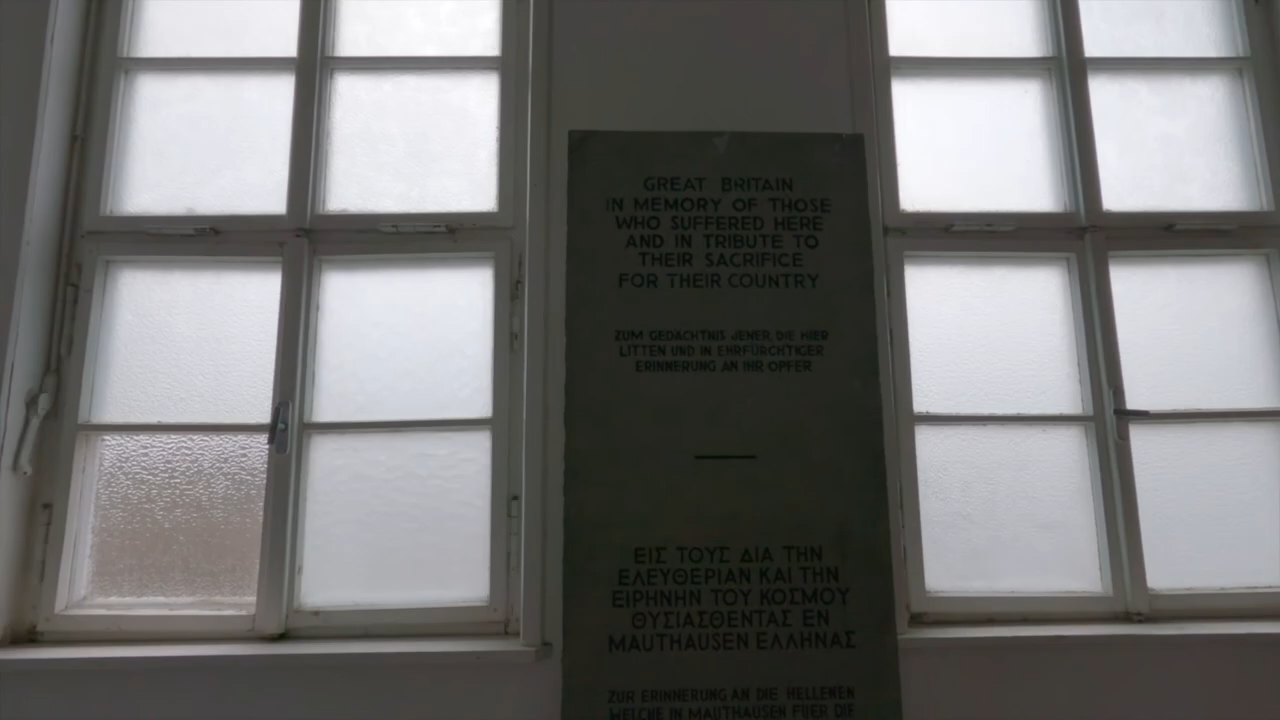 GREAT BRITAIN
IN MEMORY OF THOSE
WHO SUFFERED HERE
AND IN TRIBUTE TO
THEIR SACRIFICE
FOR THEIR COUNTRY
ZUM GEDÄCHTNIS JENER, DIE HIER
LITTEN UND IN EHRFÜRCHTIGER
ERINNERUNG AN IHR OPFER
ΕΙΣ ΤΟΥΣ ΔΙΑ ΤΗΝ
ΕΛΕΥΘΕΡΙΑΝ ΚΑΙ ΤΗΝ
ΕΙΡΗΝΗΝ ΤΟΥ ΚΟΣΜΟΥ
ΘΥΣΙΑΣΘΕΝΤΑΣ ΕΝ
MAUTHAUSEN ΕΛΛΗΝΑΣ
ZUR ERINNERUNG AN DIE HELLENEN
WELCHE IN MAUTHAUSEN FUER DIE